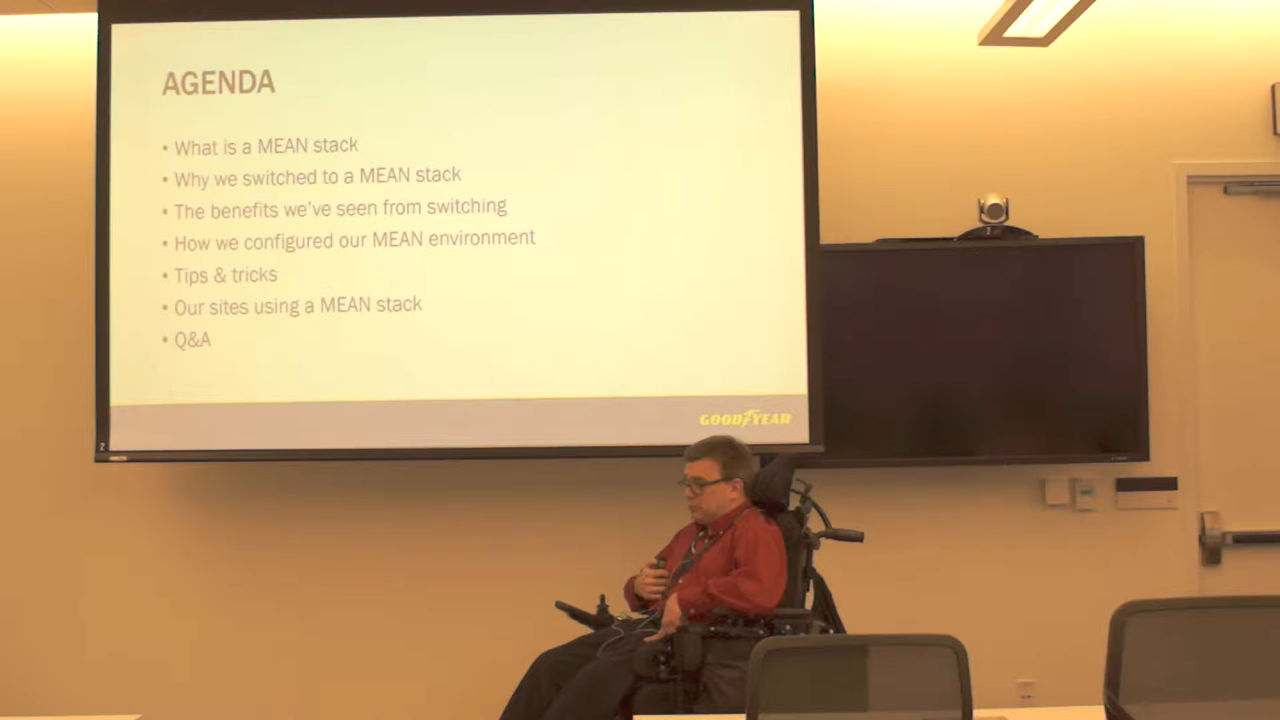 AGENDA
• What is a MEAN stack
• Why we switched to a MEAN stack
• The benefits we've seen from switching
• How we configured our MEAN environment
• Tips & tricks
• Our sites using a MEAN stack
• Q&A
GOODYEAR
2